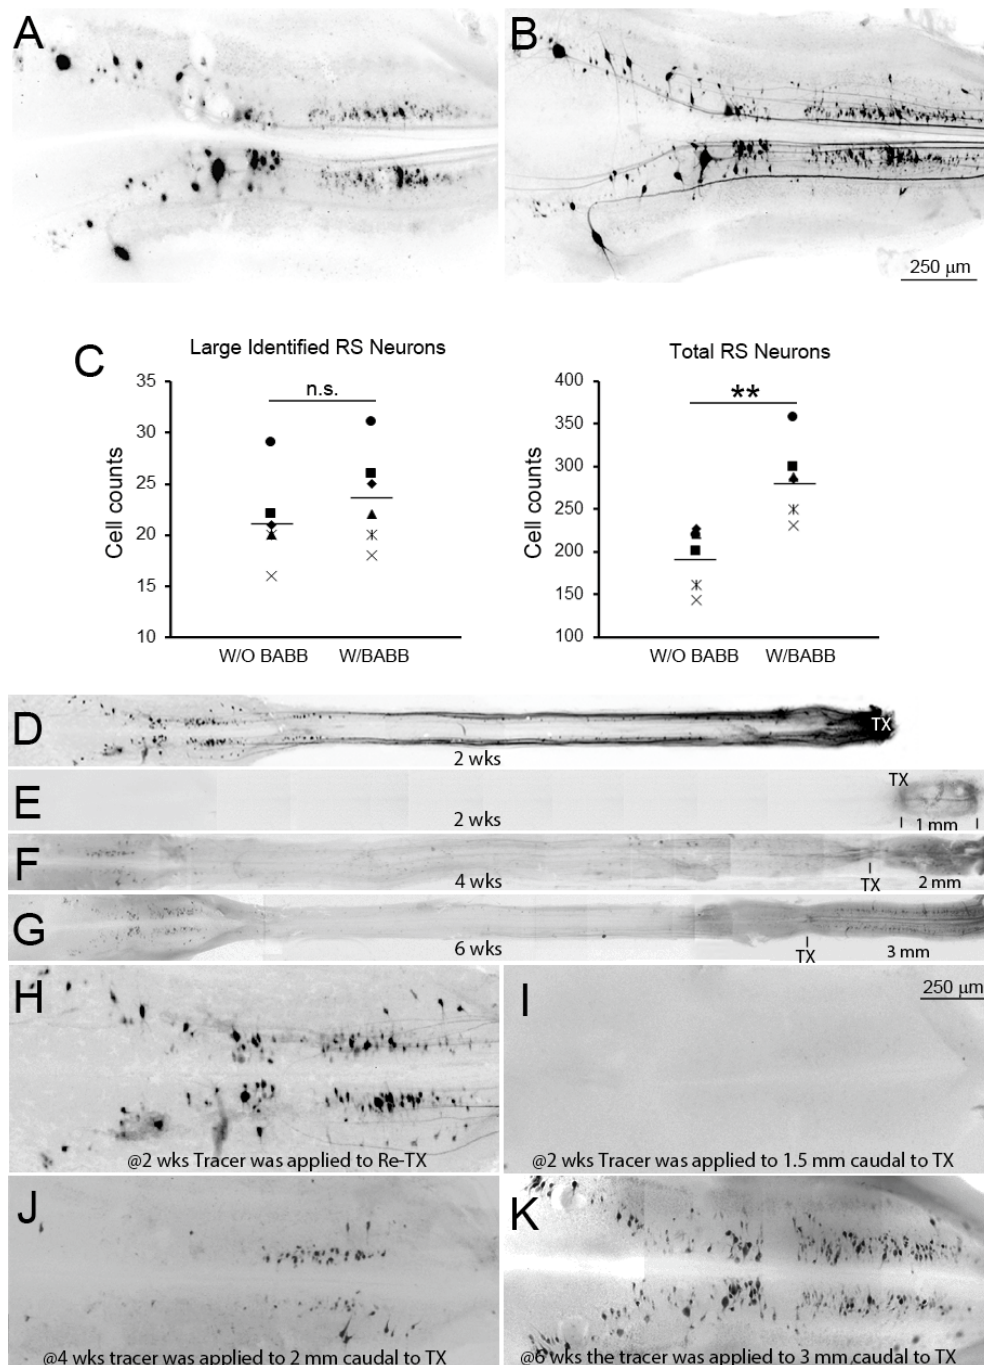 A
B
250 μm
C
Large Identified RS Neurons
Total RS Neurons
n.s.
**
Cell counts
35
30
25
20
15
10
W/O BABB
W/BABB
Cell counts
400
350
300
250
200
150
100
W/O BABB
W/BABB
D
TX
2 wks
E
TX
2 wks
1 mm
F
4 wks
TX
2 mm
G
6 wks
TX
3 mm
H
@2 wks Tracer was applied to Re-TX
I
250 μm
@2 wks Tracer was applied to 1.5 mm caudal to TX
J
@4 wks tracer was applied to 2 mm caudal to TX
K
@6 wks the tracer was applied to 3 mm caudal to TX